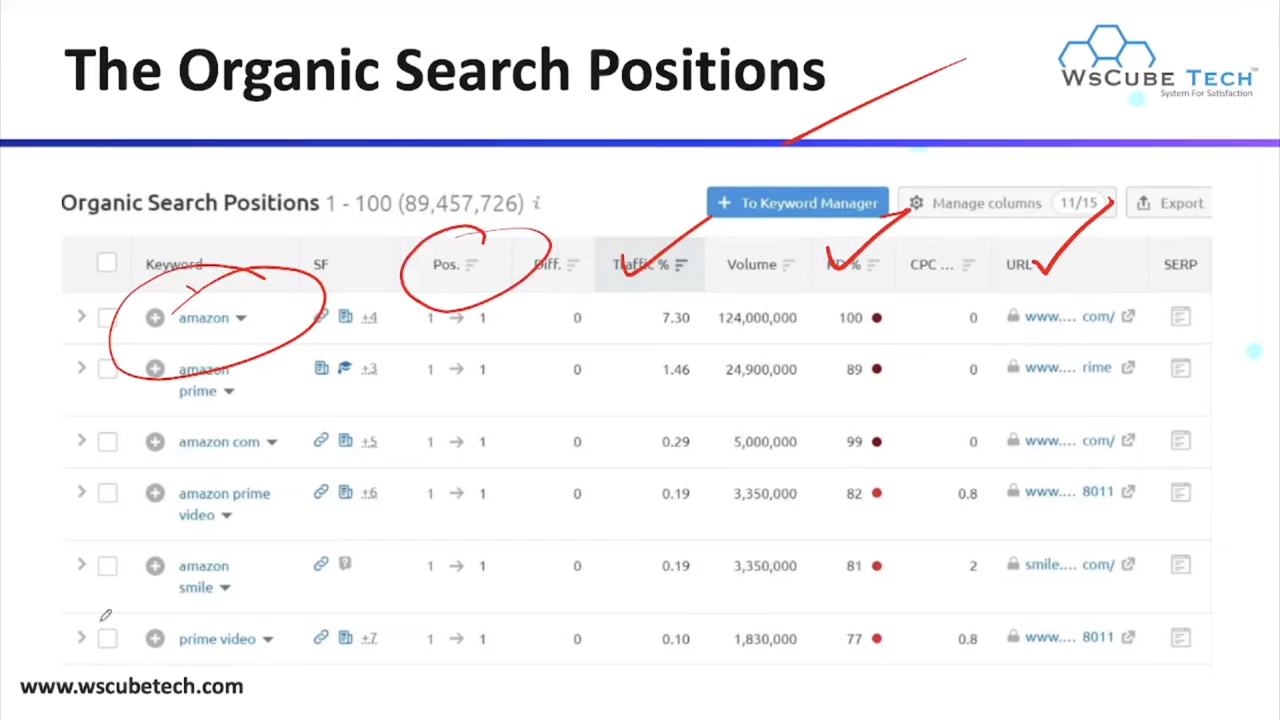 The Organic Search Positions
WsCube Tech™
System For Satisfaction
Organic Search Positions 1 - 100 (89,457,726) i
+ To Keyword Manager
Manage columns 11/15
Export
Keyword SF Pos. Diff. Traffic % Volume KD % CPC ... URL SERP
amazon +4 1 → 1 0 7.30 124,000,000 100 0 www.... com/
amazon prime +3 1 → 1 0 1.46 24,900,000 89 0 www.... rime
amazon com +5 1 → 1 0 0.29 5,000,000 99 0 www.... com/
amazon prime video +6 1 → 1 0 0.19 3,350,000 82 0.8 www.... 8011
amazon smile 1 → 1 0 0.19 3,350,000 81 2 smile.... com/
prime video +7 1 → 1 0 0.10 1,830,000 77 0.8 www.... 8011
www.wscubetech.com